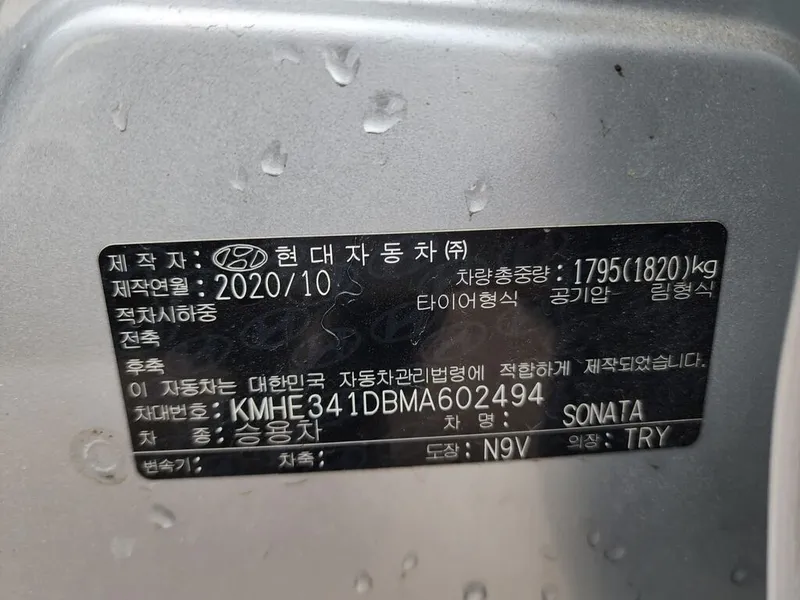 제 작 자 : 현 대 자 동 차 ㈜
제작연월 : 2020/10 차량총중량 : 1795(1820)kg
적차시하중 타이어형식 공기압 림형식
전축
후축
이 자동차는 대한민국 자동차관리법령에 적합하게 제작되었습니다.
차대번호 : KMHE341DBMA602494
차 종 : 승용차 차 명 : SONATA
변속기 : 차축 : 도장 : N9V 의장 : TRY